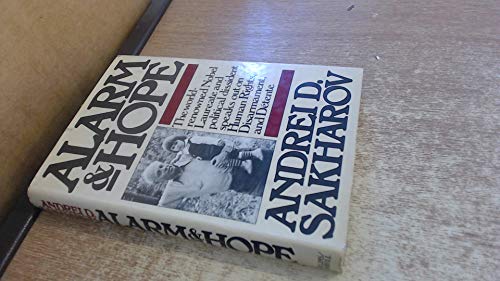 ALARM
& HOPE
The world
renowned Nobel
Laureate and
political dissident
speaks out on
Human Rights,
Disarmament,
and Détente
ANDREI D.
SAKHAROV
ANDREI D.
ALARM & HOPE